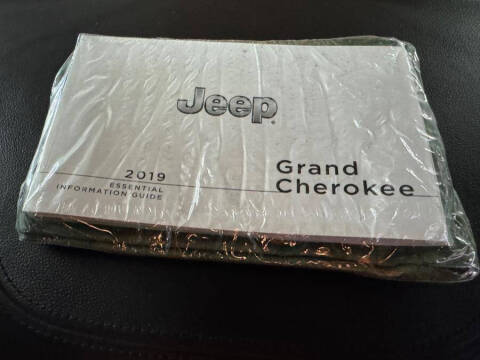 Jeep
2019
ESSENTIAL
INFORMATION GUIDE
Grand
Cherokee